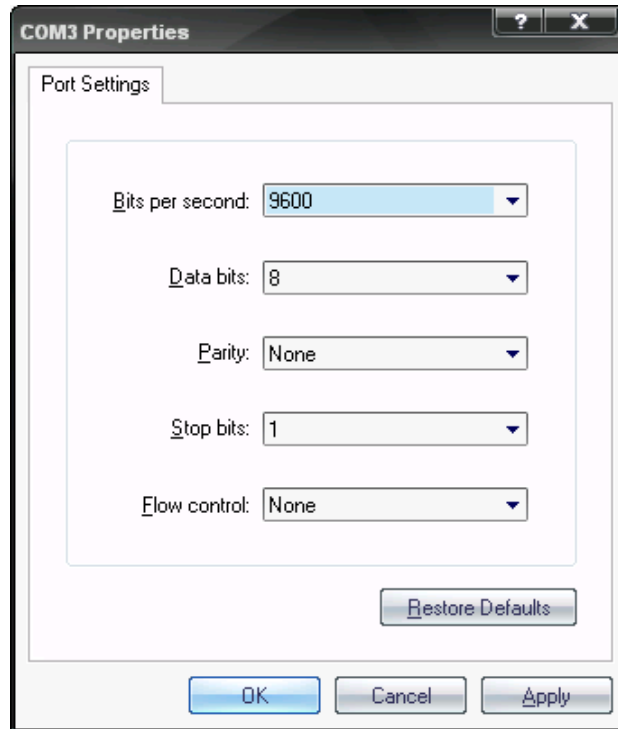 COM3 Properties
Port Settings
Bits per second: 9600
Data bits: 8
Parity: None
Stop bits: 1
Flow control: None
Restore Defaults
OK Cancel Apply